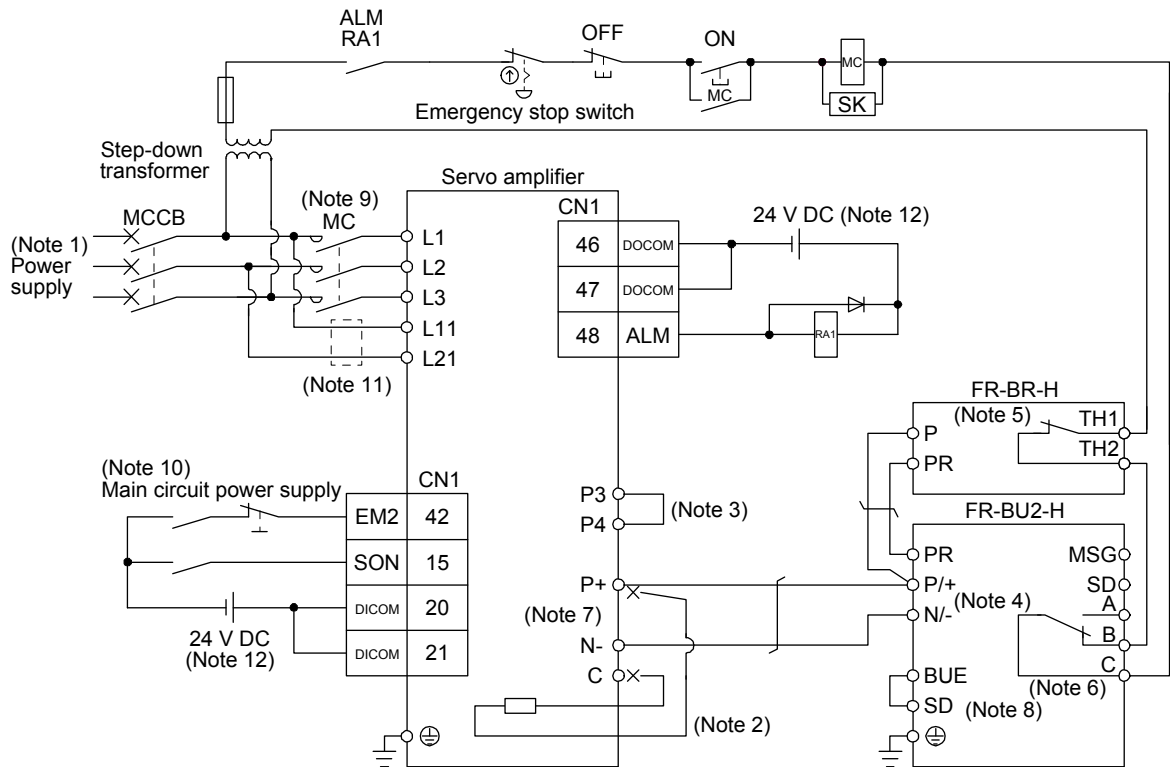 ALM
RA1
OFF
ON
MC
SK
MC
Emergency stop switch
Step-down
transformer
Servo amplifier
(Note 9)
MC
MCCB
(Note 1)
Power
supply
L1
L2
L3
L11
L21
(Note 11)
CN1
46 DOCOM
47 DOCOM
48 ALM
24 V DC (Note 12)
RA1
FR-BR-H
(Note 5)
P
PR
TH1
TH2
(Note 10)
Main circuit power supply
CN1
EM2 42
SON 15
DICOM 20
DICOM 21
24 V DC
(Note 12)
P3
P4
(Note 3)
P+
(Note 7)
N-
C
(Note 2)
FR-BU2-H
PR
P/+
N/-
(Note 4)
BUE
SD
(Note 8)
MSG
SD
A
B
C
(Note 6)